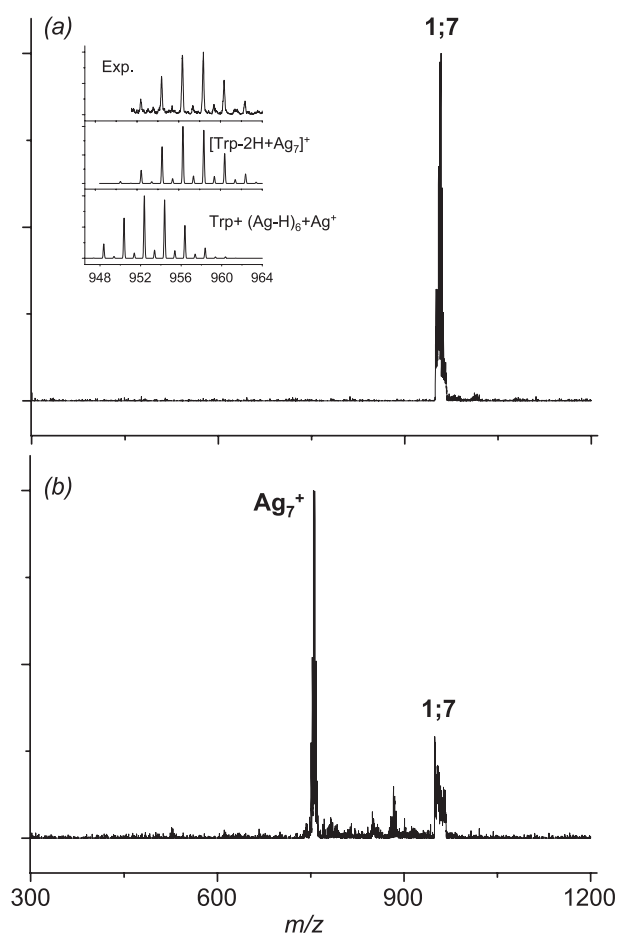 (a)
1;7
Exp.
[Trp-2H+Ag₇]⁺
Trp+ (Ag-H)₆+Ag⁺
948 952 956 960 964
(b)
Ag₇⁺
1;7
300 600 900 1200
m/z